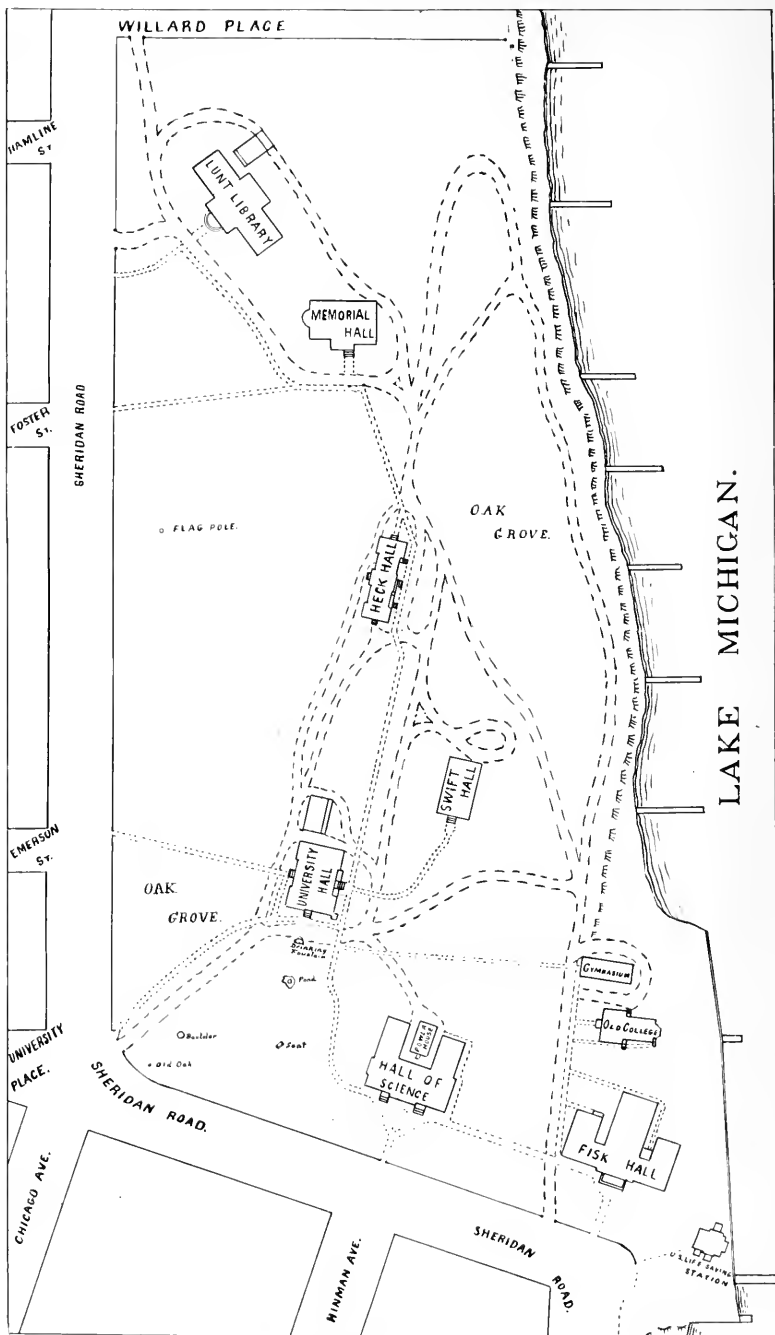 WILLARD PLACE
HAMLINE
ST.
LUNT LIBRARY
MEMORIAL
HALL
FOSTER
ST.
SHERIDAN ROAD
FLAG POLE.
OAK
GROVE.
HECK HALL
LAKE MICHIGAN.
SWIFT
HALL
EMERSON
ST.
UNIVERSITY
HALL
OAK
GROVE.
Drinking
Fountain
Pond
GYMNASIUM
OLD COLLEGE
Boulder
Seat
Old Oak
POWER
HOUSE
HALL OF
SCIENCE
UNIVERSITY
PLACE.
SHERIDAN ROAD.
FISK HALL
CHICAGO AVE.
HINMAN AVE.
SHERIDAN
ROAD.
U.S. LIFE SAVING
STATION